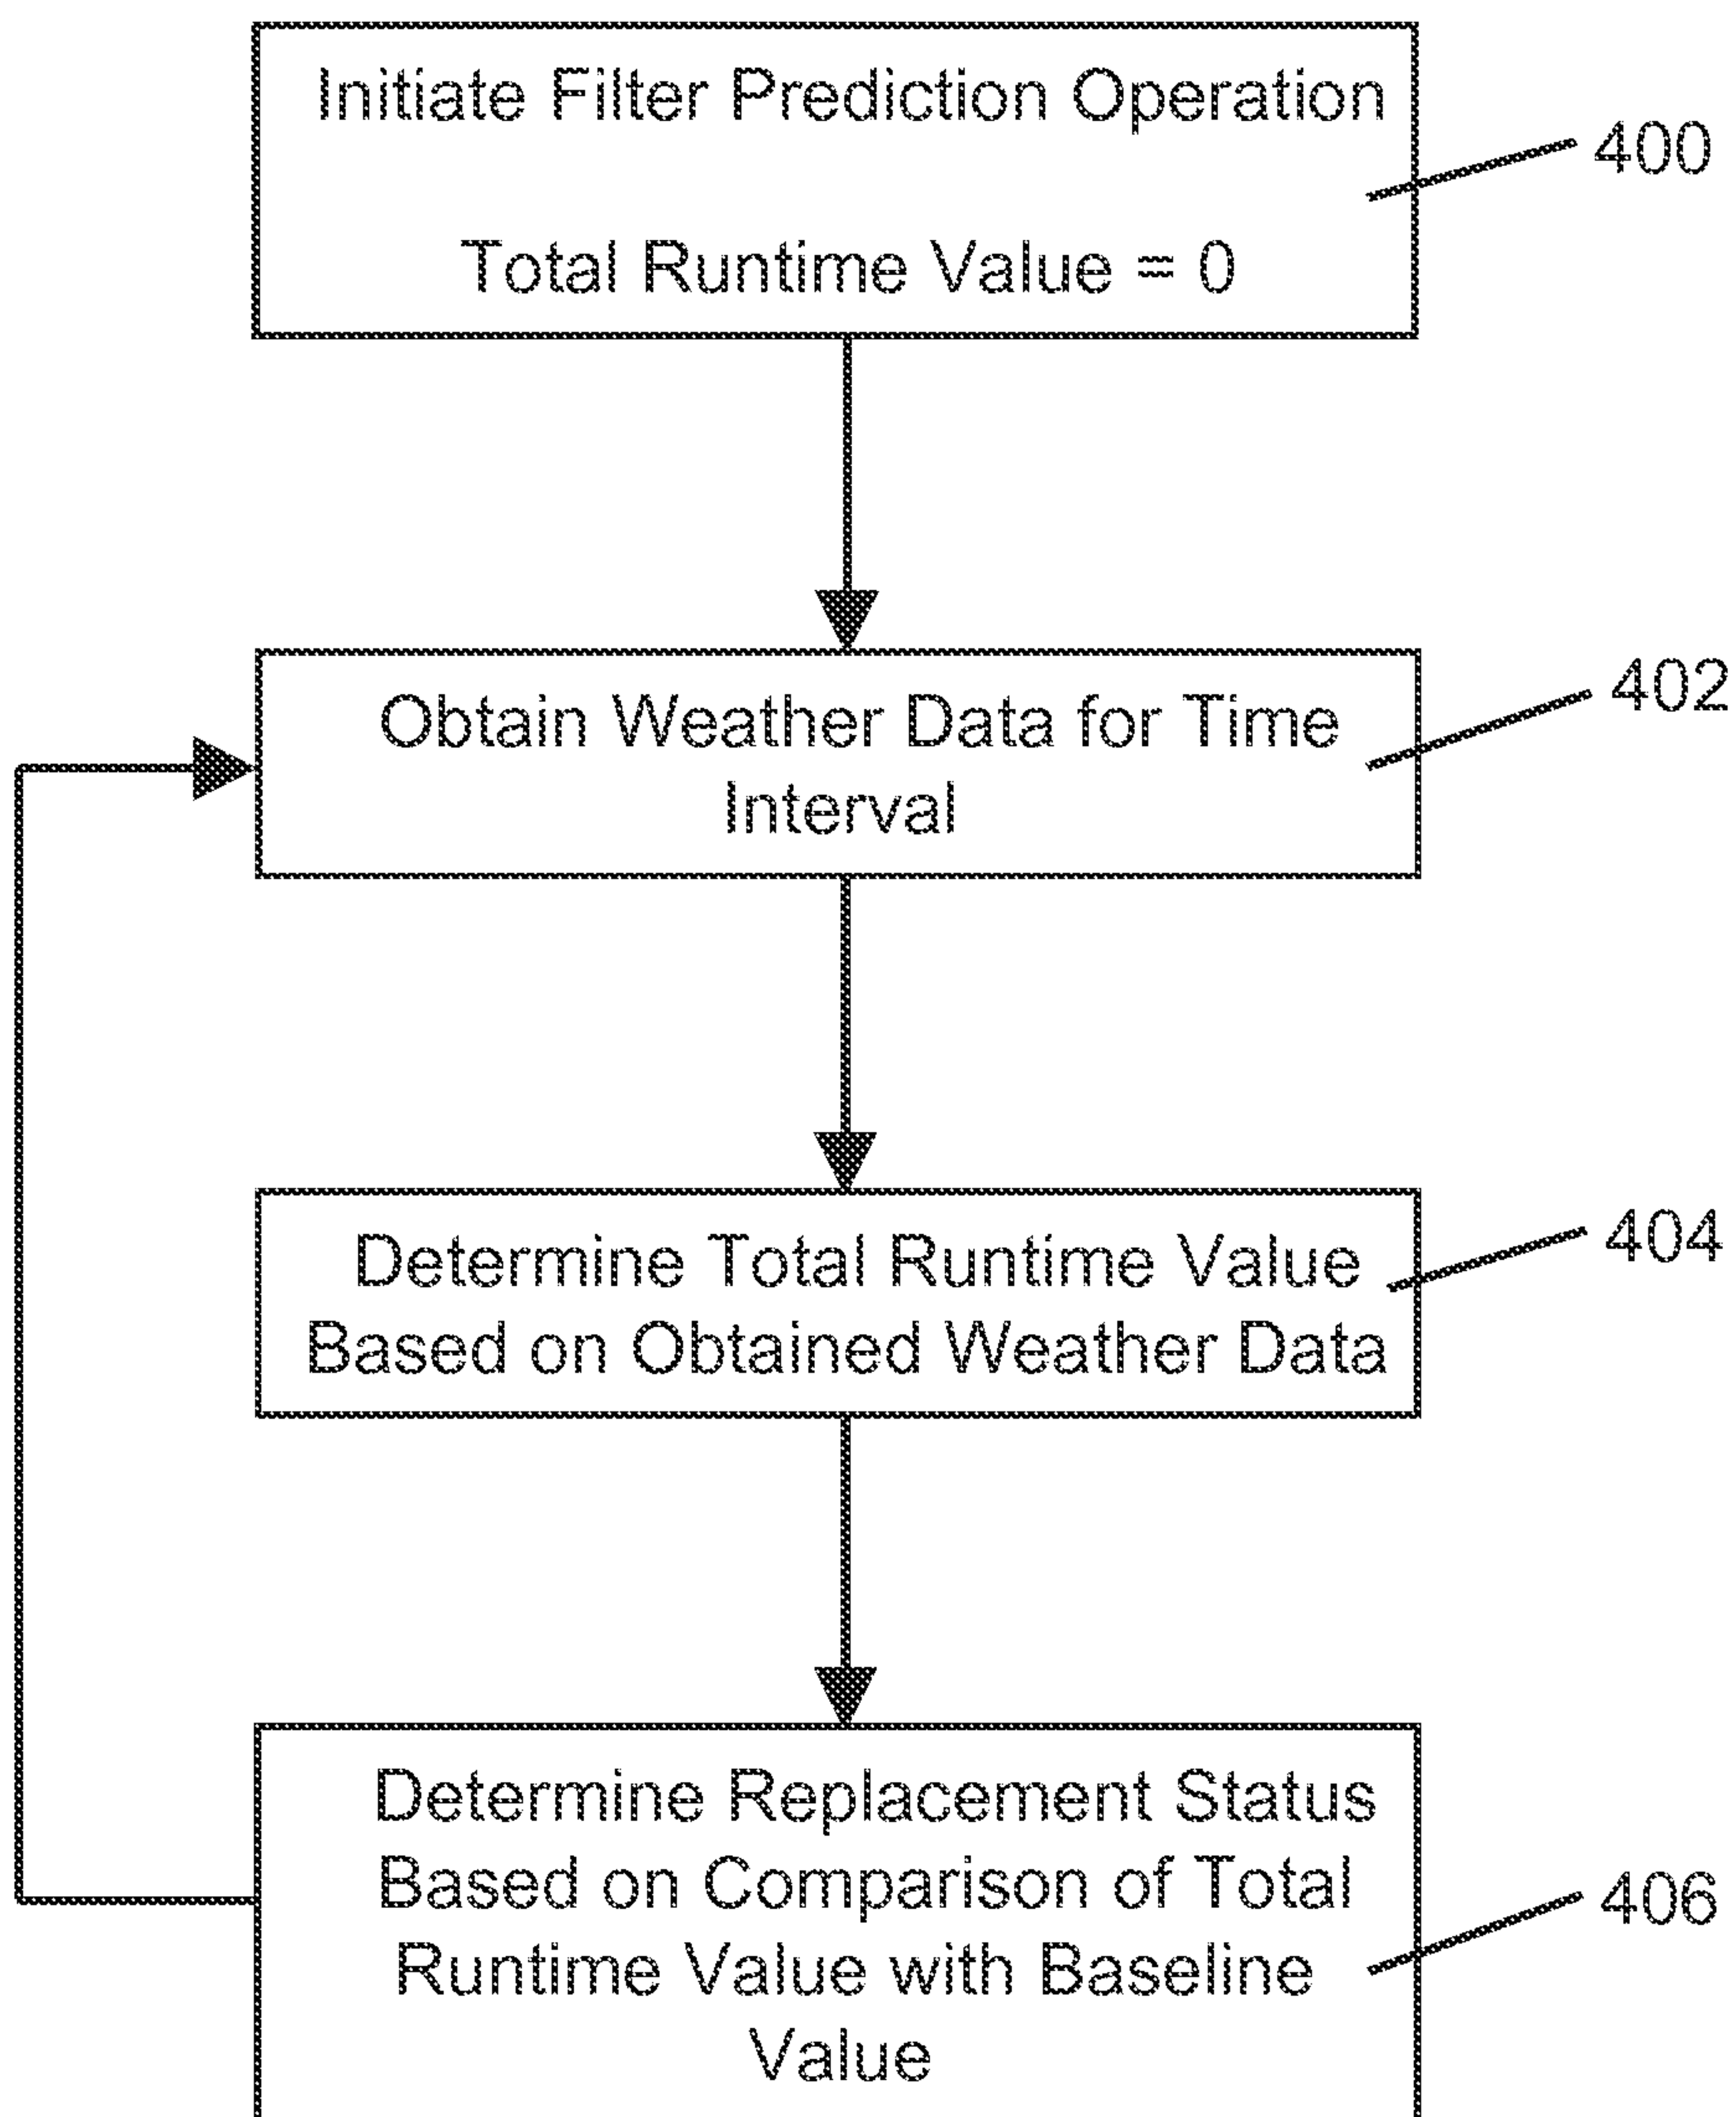 Initiate Filter Prediction Operation
400
Total Runtime Value = 0
Obtain Weather Data for Time
Interval
402
Determine Total Runtime Value
Based on Obtained Weather Data
404
Determine Replacement Status
Based on Comparison of Total
Runtime Value with Baseline
Value
406